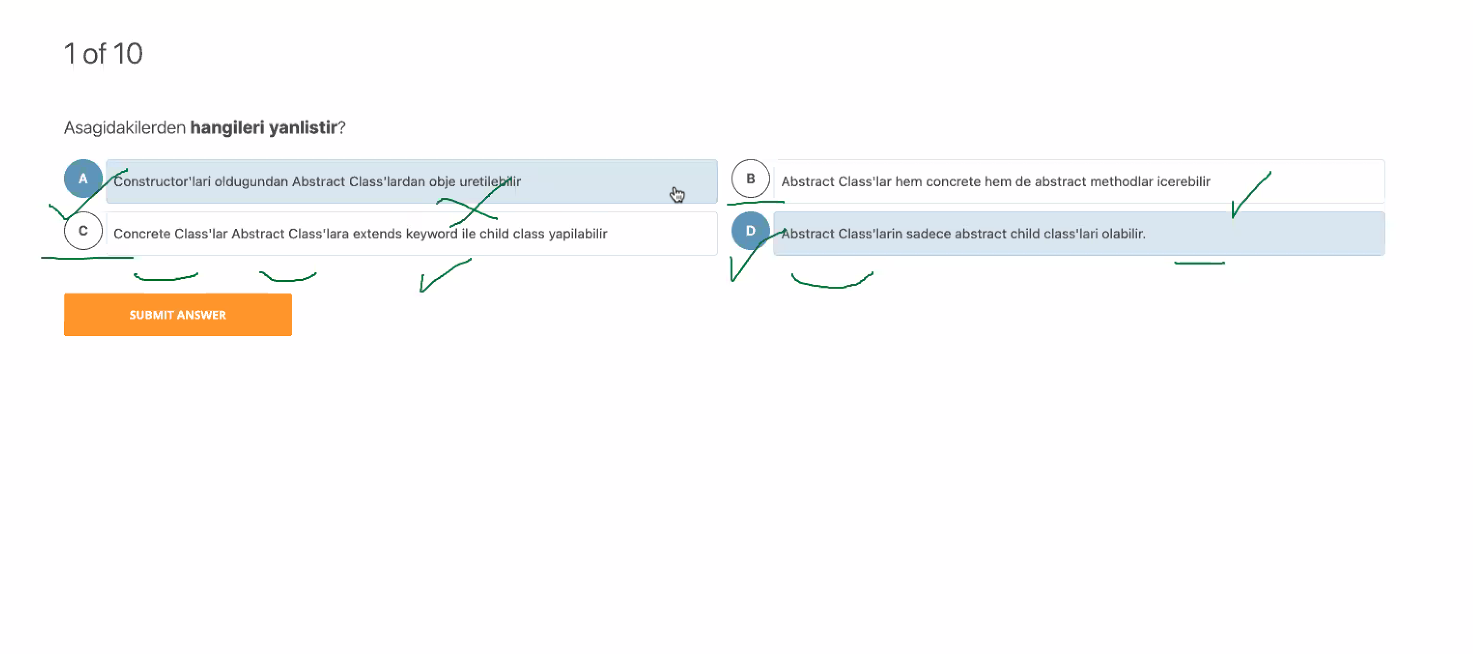 1 of 10
Asagidakilerden hangileri yanlistir?
A Constructor'lari oldugundan Abstract Class'lardan obje uretilebilir
B Abstract Class'lar hem concrete hem de abstract methodlar icerebilir
C Concrete Class'lar Abstract Class'lara extends keyword ile child class yapilabilir
D Abstract Class'larin sadece abstract child class'lari olabilir.
SUBMIT ANSWER